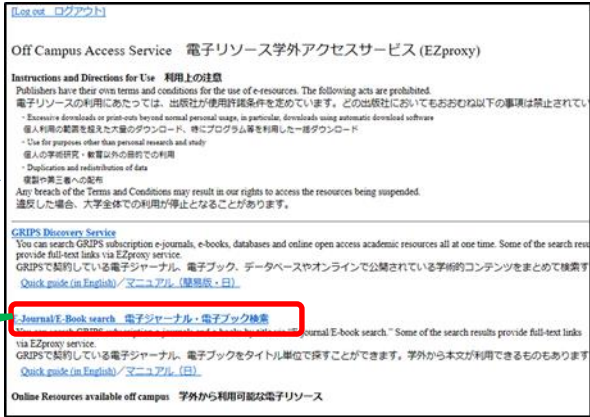 [Log out ログアウト]
Off Campus Access Service 電子リソース学外アクセスサービス (EZproxy)
Instructions and Directions for Use 利用上の注意
Publishers have their own terms and conditions for the use of e-resources. The following acts are prohibited.
電子リソースの利用にあたっては、出版社が使用許諾条件を定めています。どの出版社においてもおおむね以下の事項は禁止されてい
- Excessive downloads or print-outs beyond normal personal usage, in particular, downloads using automatic download software
個人利用の範囲を超えた大量のダウンロード、特にプログラム等を利用した一括ダウンロード
- Use for purposes other than personal research and study
個人の学術研究・教育以外の目的での利用
- Duplication and redistribution of data
複製や第三者への配布
Any breach of the Terms and Conditions may result in our rights to access the resources being suspended.
違反した場合、大学全体での利用が停止となることがあります。
GRIPS Discovery Service
You can search GRIPS subscription e-journals, e-books, databases and online open access academic resources all at one time. Some of the search resu
provide full-text links via EZproxy service.
GRIPSで契約している電子ジャーナル、電子ブック、データベースやオンラインで公開されている学術的コンテンツをまとめて検索す
Quick guide (in English)／マニュアル（簡易版・日）
E-Journal/E-Book search 電子ジャーナル・電子ブック検索
You can search GRIPS subscription e-journals and e-books by title via "E-journal/E-book search." Some of the search results provide full-text links
via EZproxy service.
GRIPSで契約している電子ジャーナル、電子ブックをタイトル単位で探すことができます。学外から本文が利用できるものもあります
Quick guide (in English)／マニュアル（日）
Online Resources available off campus 学外から利用可能な電子リソース